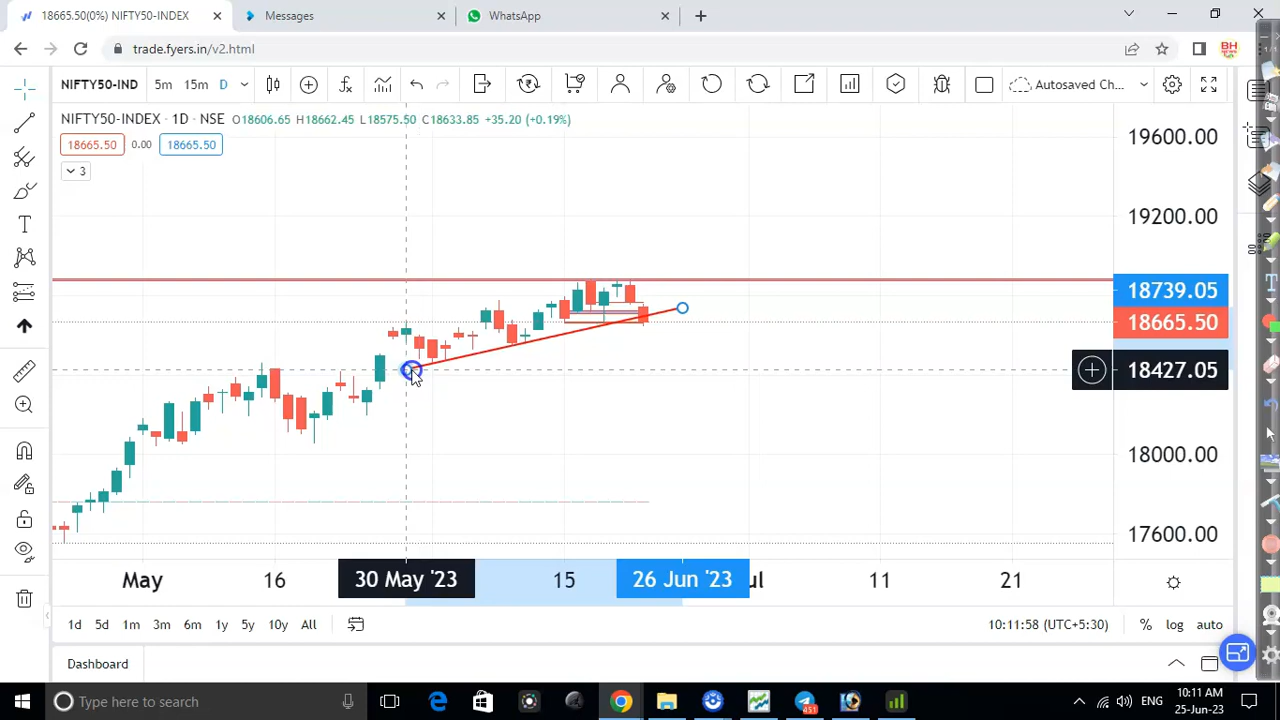 18665.50(0%) NIFTY50-INDEX
Messages
WhatsApp
trade.fyers.in/v2.html
BH
NIFTY50-IND 5m 15m D
Autosaved Ch...
NIFTY50-INDEX · 1D · NSE O18606.65 H18662.45 L18575.50 C18633.85 +35.20 (+0.19%)
18665.50 0.00 18665.50
3
19600.00
19200.00
18739.05
18665.50
18427.05
18000.00
17600.00
May 16 30 May '23 15 26 Jun '23 ul 11 21
1d 5d 1m 3m 6m 1y 5y 10y All
10:11:58 (UTC+5:30) % log auto
Dashboard
Type here to search
451
ENG
10:11 AM
25-Jun-23